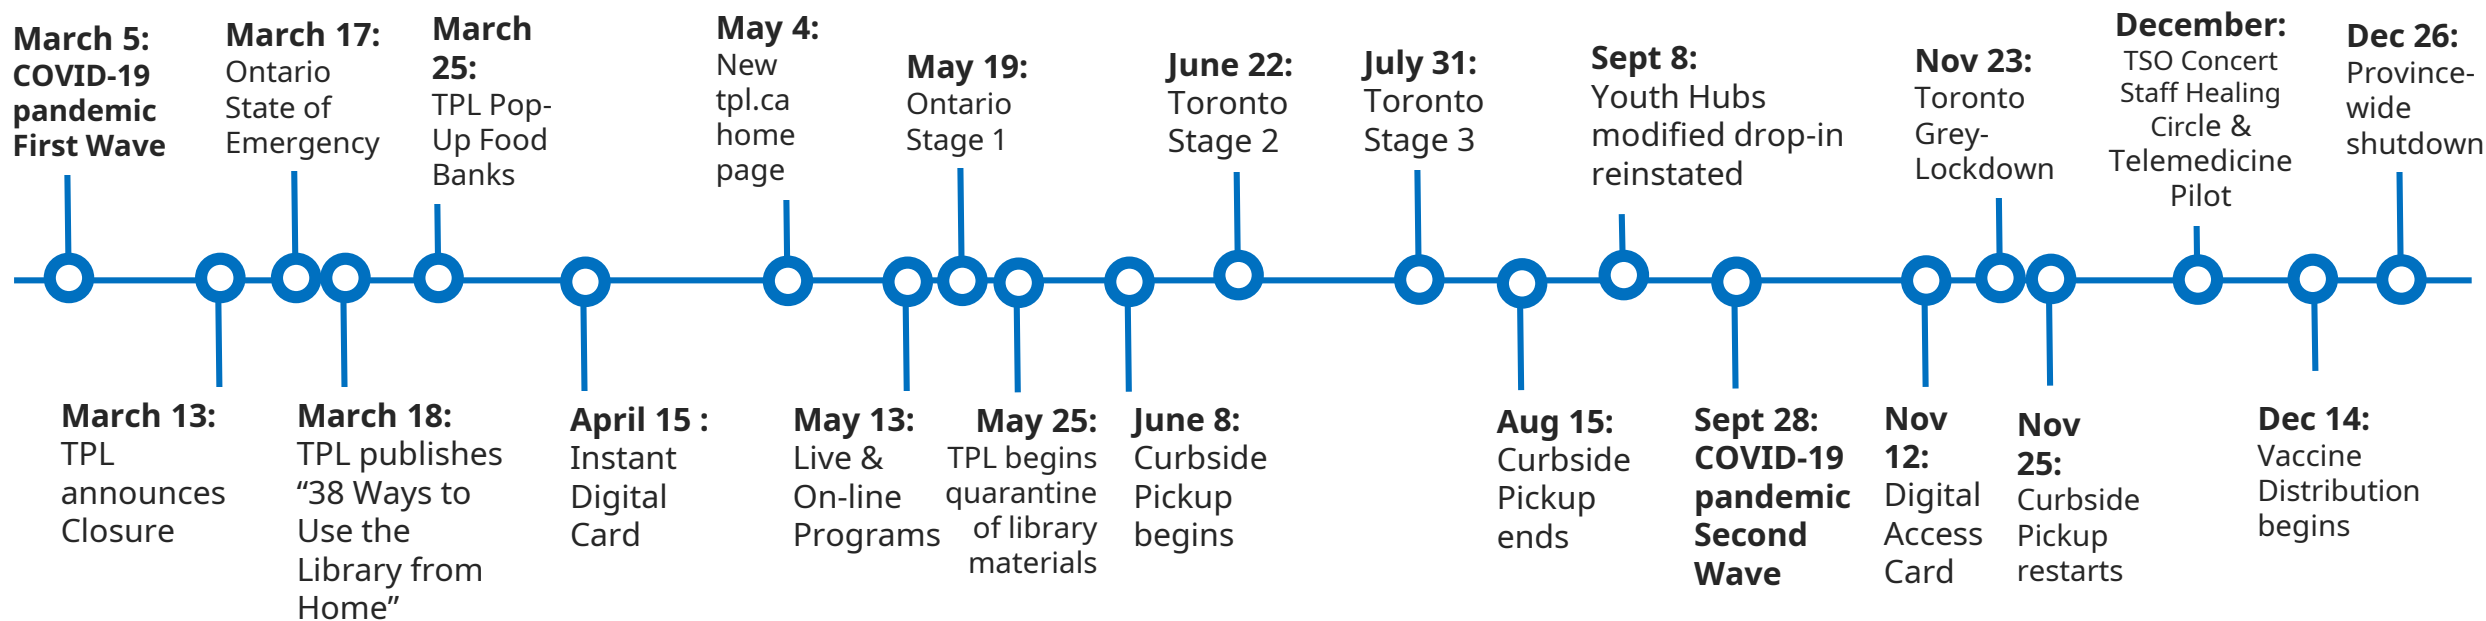 March 5:
COVID-19
pandemic
First Wave
March 17:
Ontario
State of
Emergency
March
25:
TPL Pop-
Up Food
Banks
May 4:
New
tpl.ca
home
page
May 19:
Ontario
Stage 1
June 22:
Toronto
Stage 2
July 31:
Toronto
Stage 3
Sept 8:
Youth Hubs
modified drop-in
reinstated
Nov 23:
Toronto
Grey-
Lockdown
December:
TSO Concert
Staff Healing
Circle &
Telemedicine
Pilot
Dec 26:
Province-
wide
shutdown
March 13:
TPL
announces
Closure
March 18:
TPL publishes
“38 Ways to
Use the
Library from
Home”
April 15 :
Instant
Digital
Card
May 13:
Live &
On-line
Programs
May 25:
TPL begins
quarantine
of library
materials
June 8:
Curbside
Pickup
begins
Aug 15:
Curbside
Pickup
ends
Sept 28:
COVID-19
pandemic
Second
Wave
Nov
12:
Digital
Access
Card
Nov
25:
Curbside
Pickup
restarts
Dec 14:
Vaccine
Distribution
begins